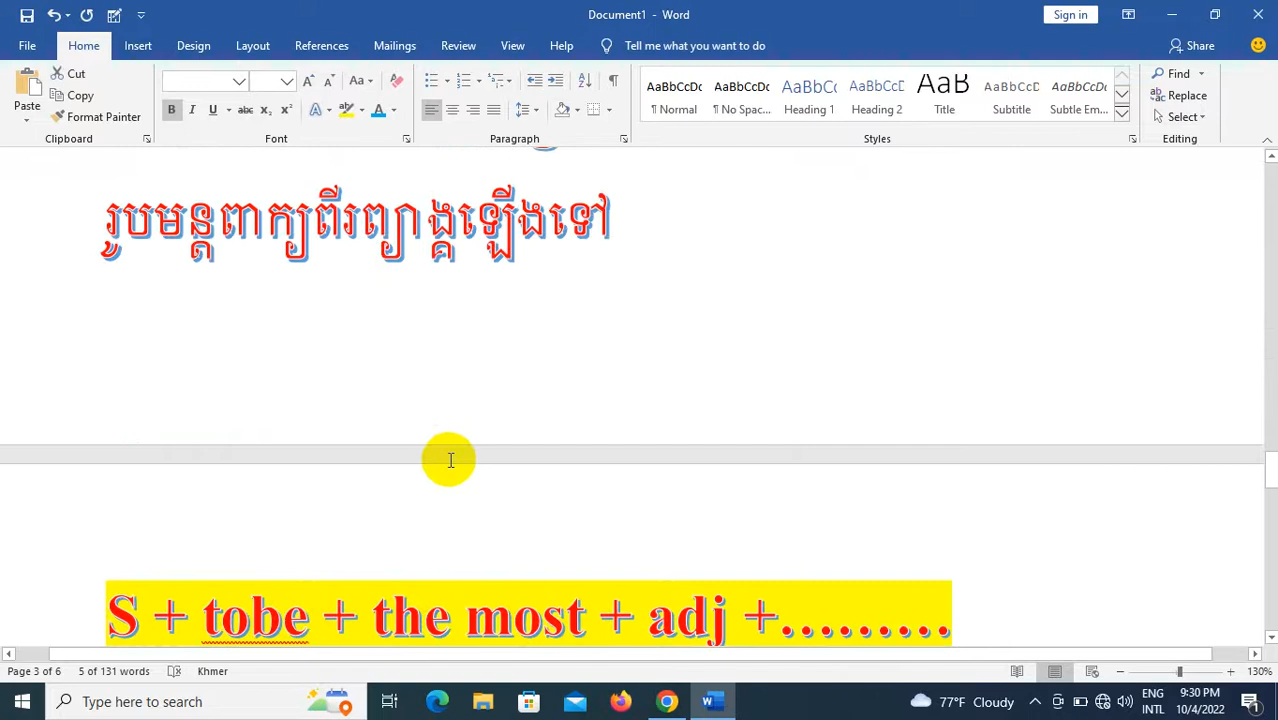 Document1 - Word
Sign in
File Home Insert Design Layout References Mailings Review View Help Tell me what you want to do Share
Paste
Cut
Copy
Format Painter
Clipboard
Aa
B I U abc x₂ x²
A A
Font
Paragraph
AaBbCcDc ¶ Normal
AaBbCcDc ¶ No Spac...
AaBbCc Heading 1
AaBbCcD Heading 2
AaB Title
AaBbCcD Subtitle
AaBbCcDc Subtle Em...
Styles
Find
Replace
Select
Editing
រូបមន្តពាក្យពីរព្យាង្គឡើងទៅ
S + tobe + the most + adj +………
Page 3 of 6 5 of 131 words Khmer 130%
Type here to search
77°F Cloudy
ENG
INTL
9:30 PM
10/4/2022